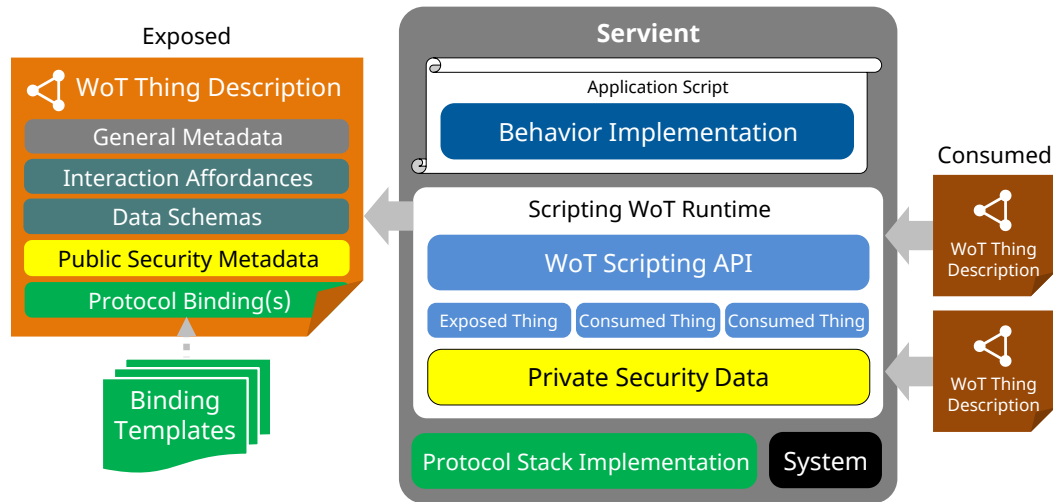 Exposed
WoT Thing Description
General Metadata
Interaction Affordances
Data Schemas
Public Security Metadata
Protocol Binding(s)
Binding
Templates
Servient
Application Script
Behavior Implementation
Scripting WoT Runtime
WoT Scripting API
Exposed Thing
Consumed Thing
Consumed Thing
Private Security Data
Protocol Stack Implementation
System
Consumed
WoT Thing
Description
WoT Thing
Description